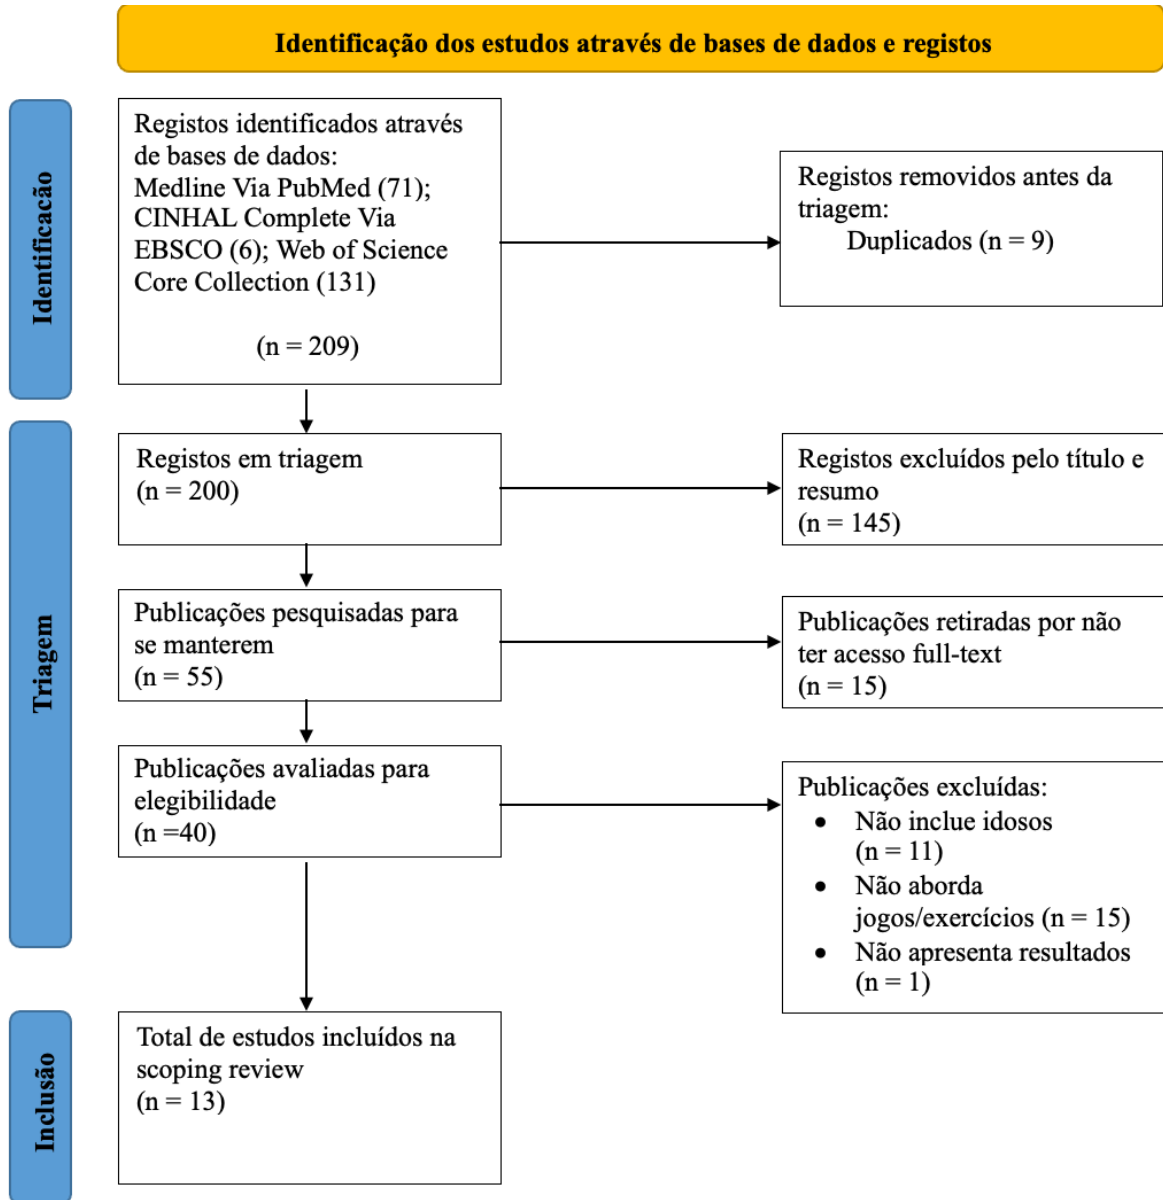 Identificação dos estudos através de bases de dados e registos
Identificação
Registos identificados através
de bases de dados:
Medline Via PubMed (71);
CINHAL Complete Via
EBSCO (6); Web of Science
Core Collection (131)
(n = 209)
Registos removidos antes da
triagem:
Duplicados (n = 9)
Triagem
Registos em triagem
(n = 200)
Registos excluídos pelo título e
resumo
(n = 145)
Publicações pesquisadas para
se manterem
(n = 55)
Publicações retiradas por não
ter acesso full-text
(n = 15)
Publicações avaliadas para
elegibilidade
(n =40)
Publicações excluídas:
• Não inclue idosos
(n = 11)
• Não aborda
jogos/exercícios (n = 15)
• Não apresenta resultados
(n = 1)
Inclusão
Total de estudos incluídos na
scoping review
(n = 13)